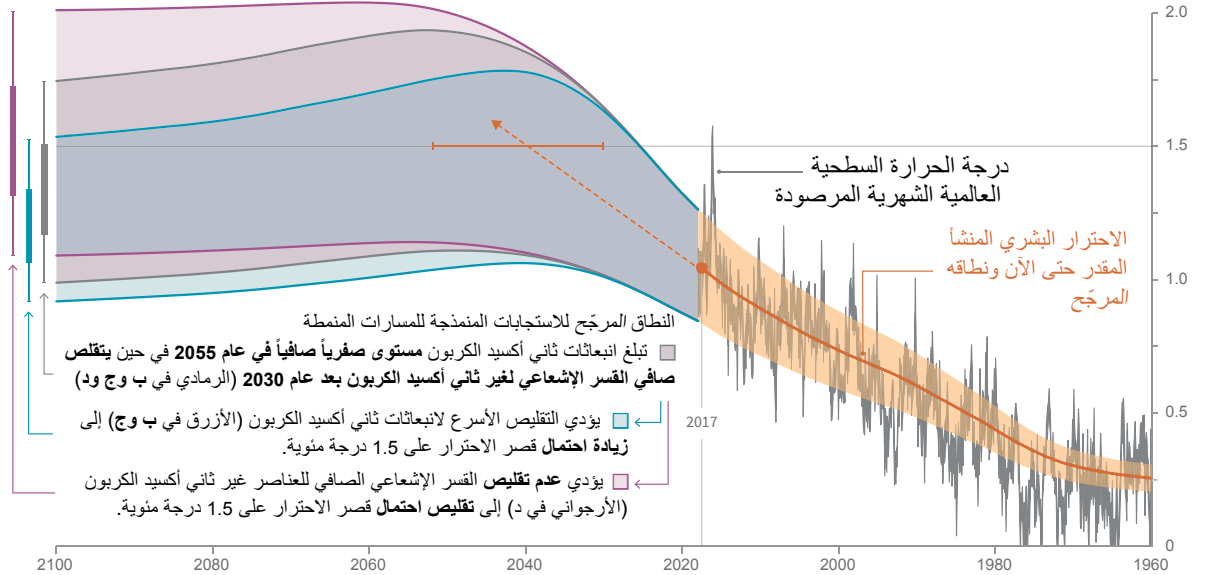 2.0
1.5
1.0
0.5
0
درجة الحرارة السطحية
العالمية الشهرية المرصودة
الاحترار البشري المنشأ
المقدر حتى الآن ونطاقه
المرجّح
النطاق المرجّح للاستجابات المنمذجة للمسارات المنمطة
تبلغ انبعاثات ثاني أكسيد الكربون مستوى صفرياً صافياً في عام 2055 في حين يتقلص
صافي القسر الإشعاعي لغير ثاني أكسيد الكربون بعد عام 2030 (الرمادي في ب وج ود)
يؤدي التقليص الأسرع لانبعاثات ثاني أكسيد الكربون (الأزرق في ب وج) إلى
زيادة احتمال قصر الاحترار على 1.5 درجة مئوية.
يؤدي عدم تقليص القسر الإشعاعي الصافي للعناصر غير ثاني أكسيد الكربون
(الأرجواني في د) إلى تقليص احتمال قصر الاحترار على 1.5 درجة مئوية.
2017
1960
1980
2000
2020
2040
2060
2080
2100